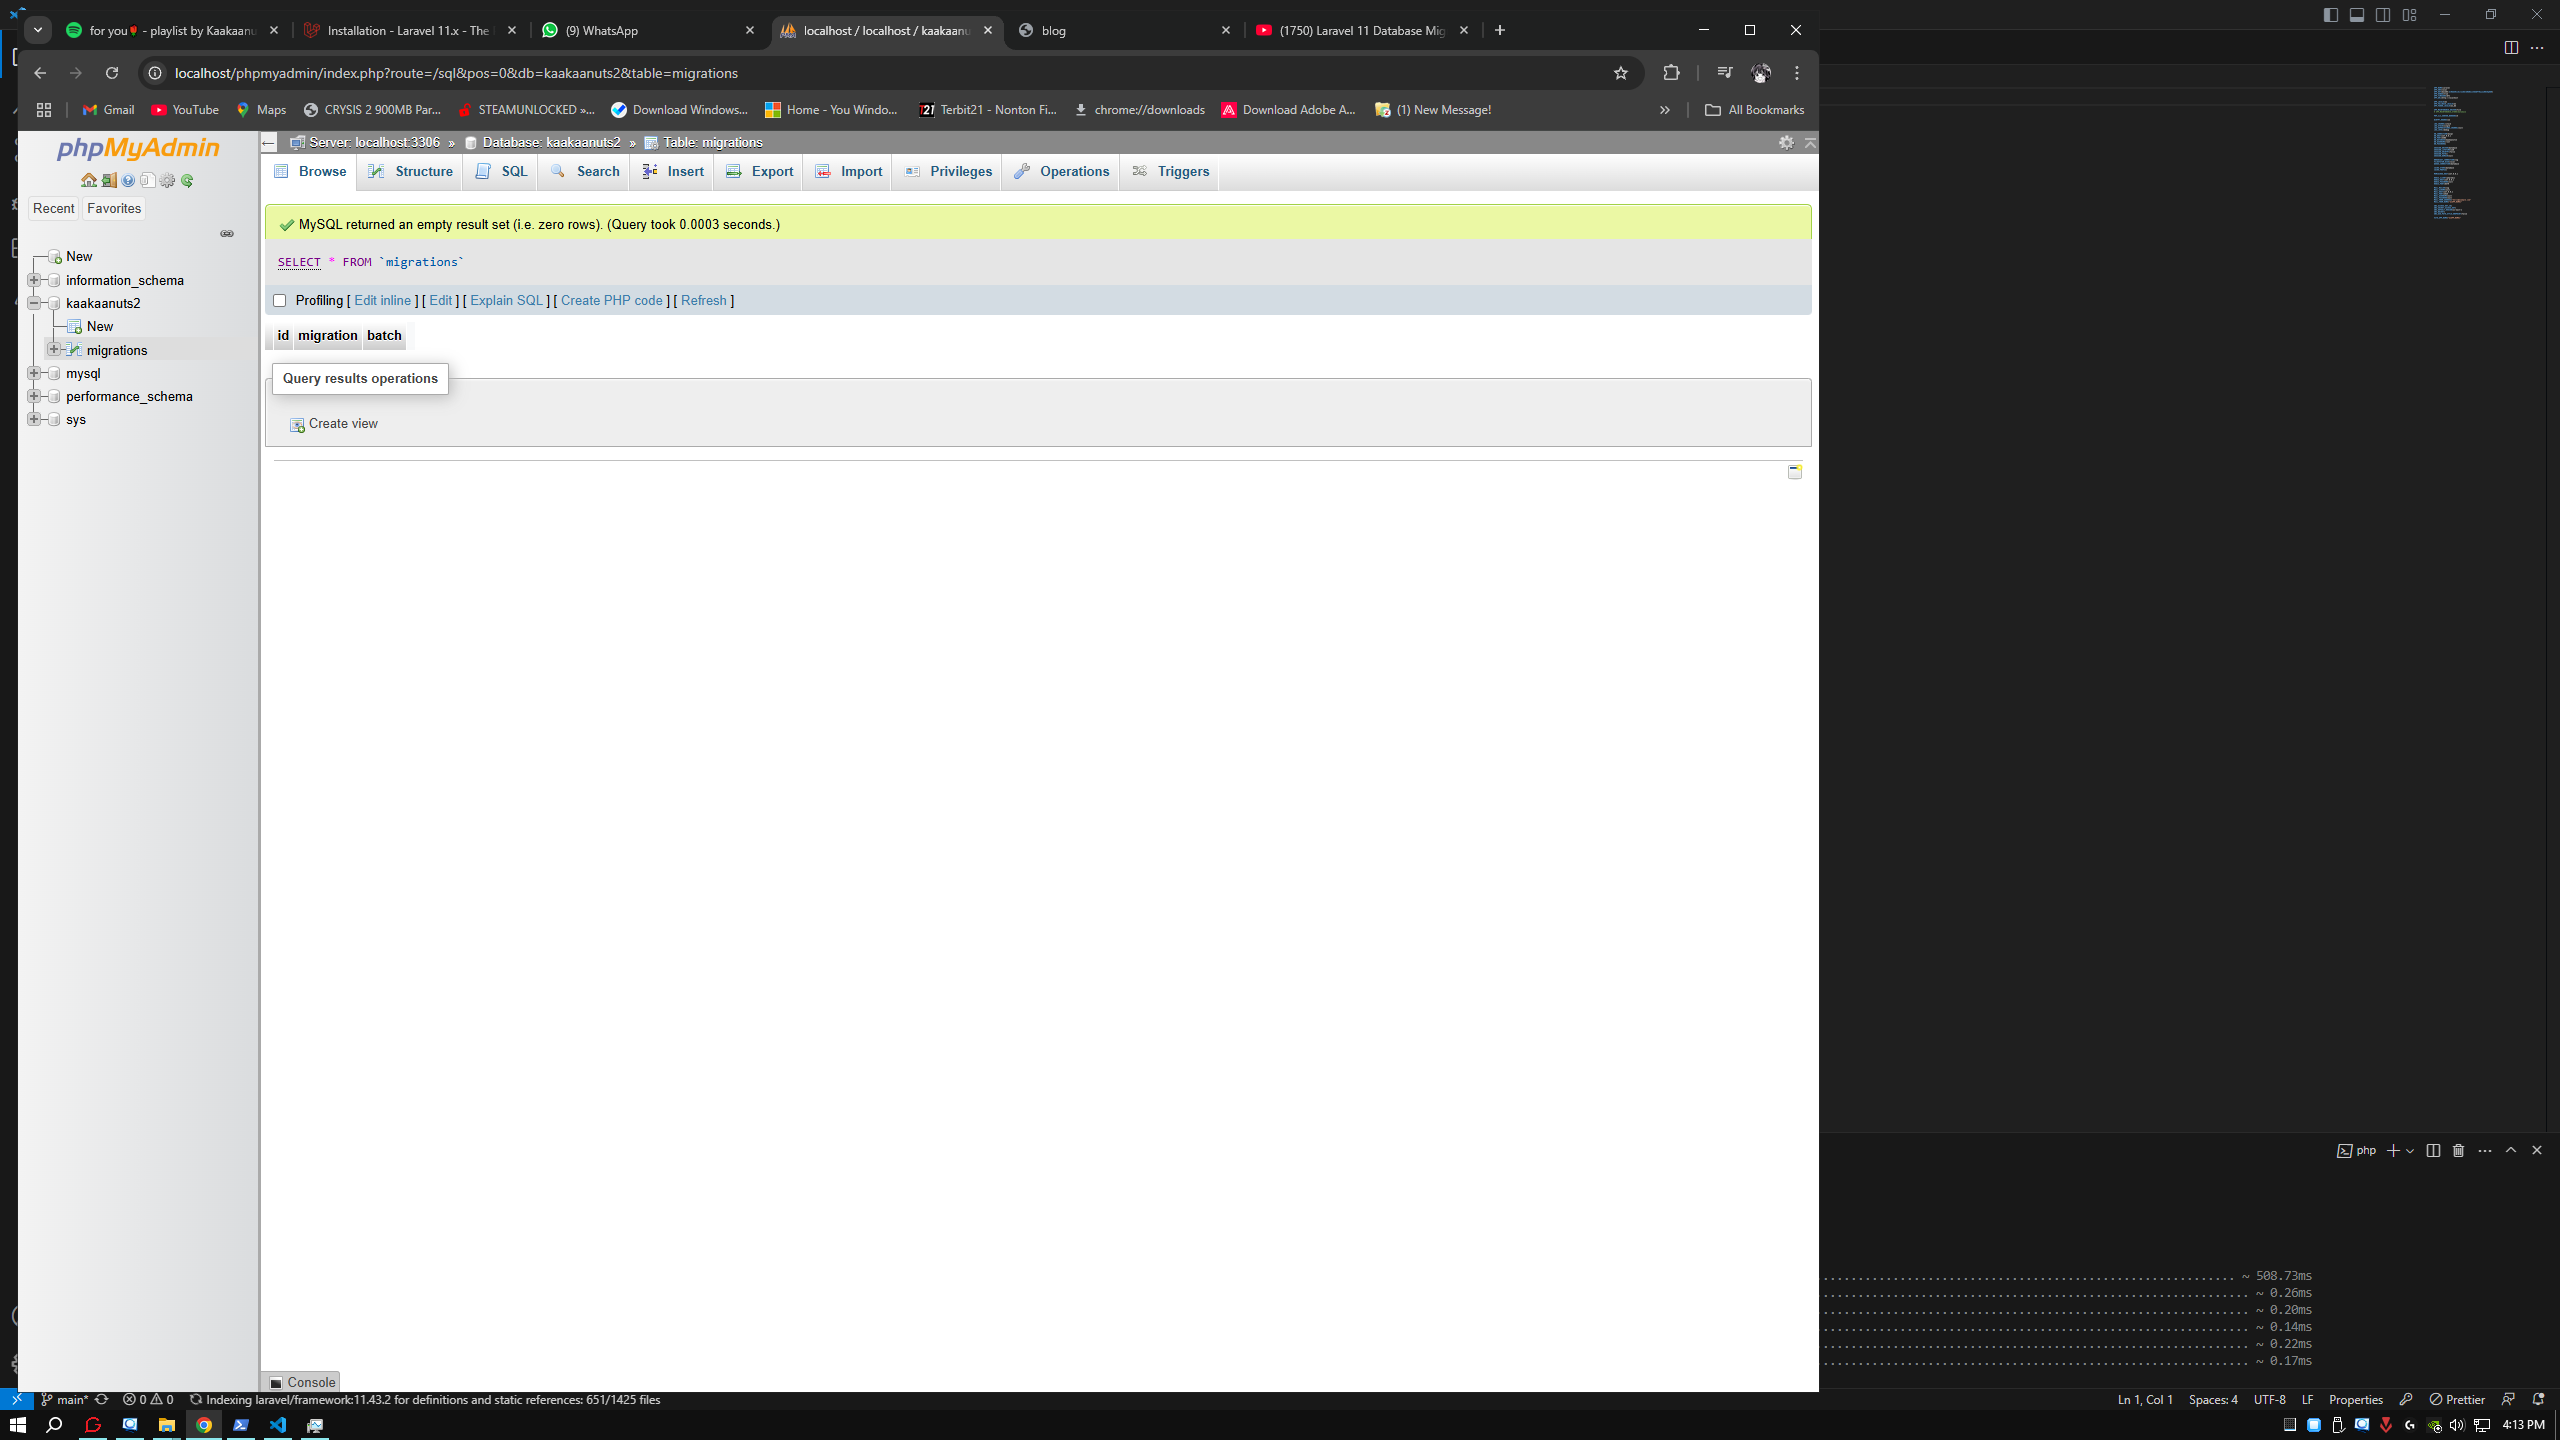 for you🌹 - playlist by Kaakaanu
Installation - Laravel 11.x - The
(9) WhatsApp
localhost / localhost / kaakaanu
blog
(1750) Laravel 11 Database Mig
localhost/phpmyadmin/index.php?route=/sql&pos=0&db=kaakaanuts2&table=migrations
Gmail
YouTube
Maps
CRYSIS 2 900MB Par...
STEAMUNLOCKED »...
Download Windows...
Home - You Windo...
Terbit21 - Nonton Fi...
chrome://downloads
Download Adobe A...
(1) New Message!
»
All Bookmarks
phpMyAdmin
Recent
Favorites
New
information_schema
kaakaanuts2
New
migrations
mysql
performance_schema
sys
Server: localhost:3306 » Database: kaakaanuts2 » Table: migrations
Browse
Structure
SQL
Search
Insert
Export
Import
Privileges
Operations
Triggers
MySQL returned an empty result set (i.e. zero rows). (Query took 0.0003 seconds.)
SELECT * FROM `migrations`
Profiling [ Edit inline ] [ Edit ] [ Explain SQL ] [ Create PHP code ] [ Refresh ]
id migration batch
Query results operations
Create view
Console
php
~ 508.73ms
~ 0.26ms
~ 0.20ms
~ 0.14ms
~ 0.22ms
~ 0.17ms
main*
0
0
Indexing laravel/framework:11.43.2 for definitions and static references: 651/1425 files
Ln 1, Col 1
Spaces: 4
UTF-8
LF
Properties
Prettier
4:13 PM